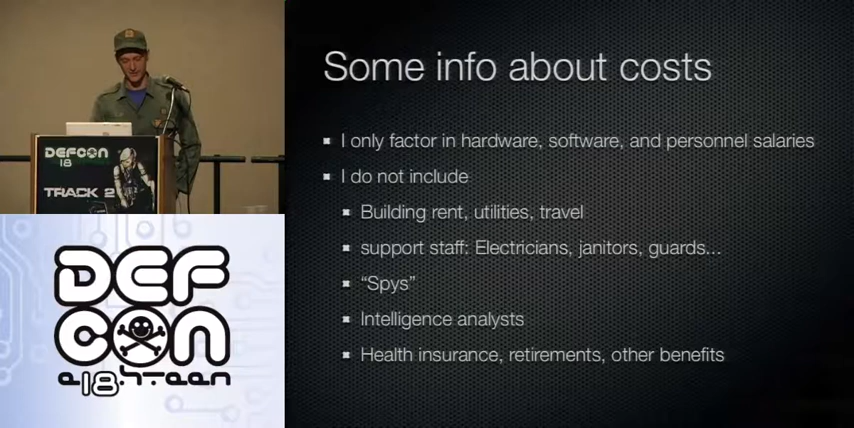 DEFCON
18
TRACK 2
DEF
CON
e18hteen
Some info about costs
I only factor in hardware, software, and personnel salaries
I do not include
Building rent, utilities, travel
support staff: Electricians, janitors, guards...
“Spys”
Intelligence analysts
Health insurance, retirements, other benefits